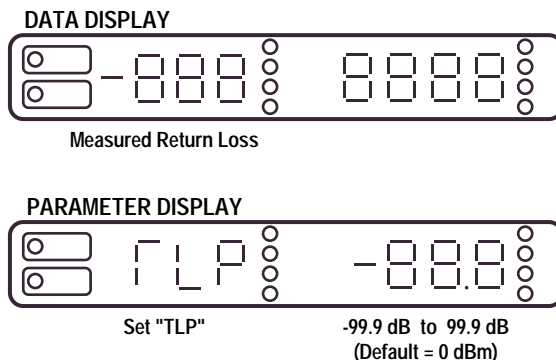 DATA DISPLAY
-888 8888
Measured Return Loss
PARAMETER DISPLAY
TLP -88.8
Set "TLP" -99.9 dB to 99.9 dB
(Default = 0 dBm)